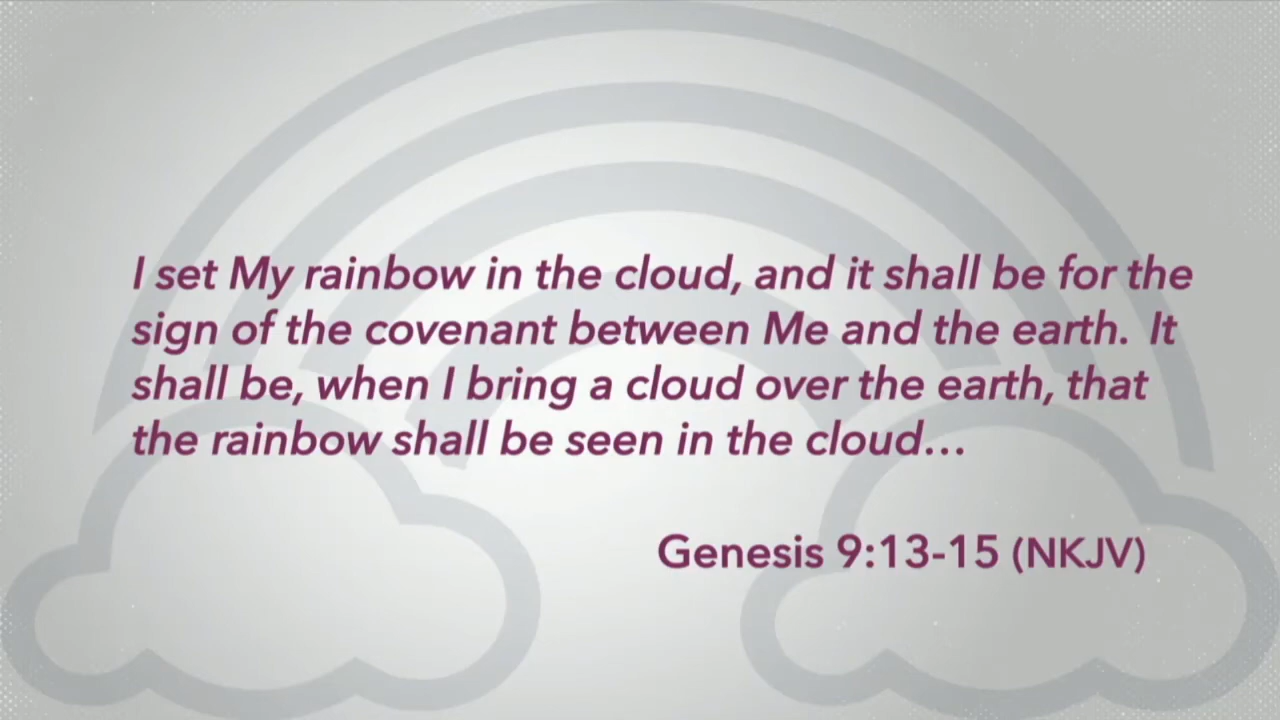 I set My rainbow in the cloud, and it shall be for the
sign of the covenant between Me and the earth.  It
shall be, when I bring a cloud over the earth, that
the rainbow shall be seen in the cloud…
Genesis 9:13-15 (NKJV)